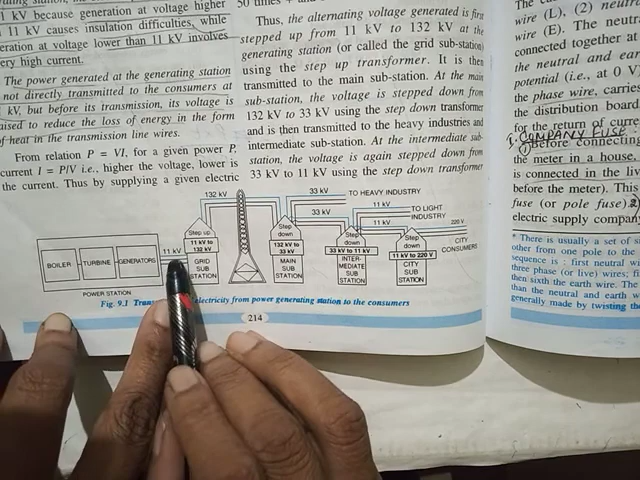 1 kV because generation at voltage higher
11 kV causes insulation difficulties, while
eration at voltage lower than 11 kV involves
ery high current.
The power generated at the generating station
not directly transmitted to the consumers at
kV, but before its transmission, its voltage is
aised to reduce the loss of energy in the form
of heat in the transmission line wires.
From relation P = VI, for a given power P,
current I = P/V i.e., higher the voltage, lower is
the current. Thus by supplying a given electric
50 times
Thus, the alternating voltage generated is first
stepped up from 11 kV to 132 kV at the
generating station (or called the grid sub-station)
using the step up transformer. It is then
transmitted to the main sub-station. At the main
sub-station, the voltage is stepped down from
132 kV to 33 kV using the step down transformer
and is then transmitted to the heavy industries and
intermediate sub-station. At the intermediate sub-
station, the voltage is again stepped down from
33 kV to 11 kV using the step down transformer
132 kV
33 kV
TO HEAVY INDUSTRY
33 kV
11 kV
TO LIGHT
INDUSTRY
11 kV
220 V
CITY
CONSUMERS
BOILER
TURBINE
GENERATORS
11 kV
Step up
11 kV to
132 kV
GRID
SUB
STATION
Step
down
132 kV to
33 kV
MAIN
SUB
STATION
Step
down
33 kV to 11 kV
INTER-
MEDIATE
SUB
STATION
Step
down
11 kV to 220 V
CITY
SUB
STATION
POWER STATION
Fig. 9.1 Trans electricity from power generating station to the consumers
214
wire (L), (2) neutral
wire (E). The neutr
connected together at
the neutral and ear
potential (i.e., at 0 V
the phase wire, carries
the distribution board
for the return of curre
COMPANY FUSE
Before connecting
the meter in a house,
is connected in the liv
before the meter). This
fuse (or pole fuse).
electric supply company
* There is usually a set of s
other from one pole to the
sequence is : first neutral wi
three phase (or live) wires; t
then sixth the earth wire. The
than the neutral and earth w
generally made by twisting the